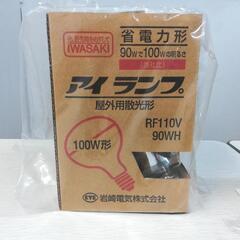 IWASAKI
省電力形
90Wで100Wの明るさ
アイ ランプ
屋外用散光形
RF110V
90WH
100W形
EYE 岩崎電気株式会社